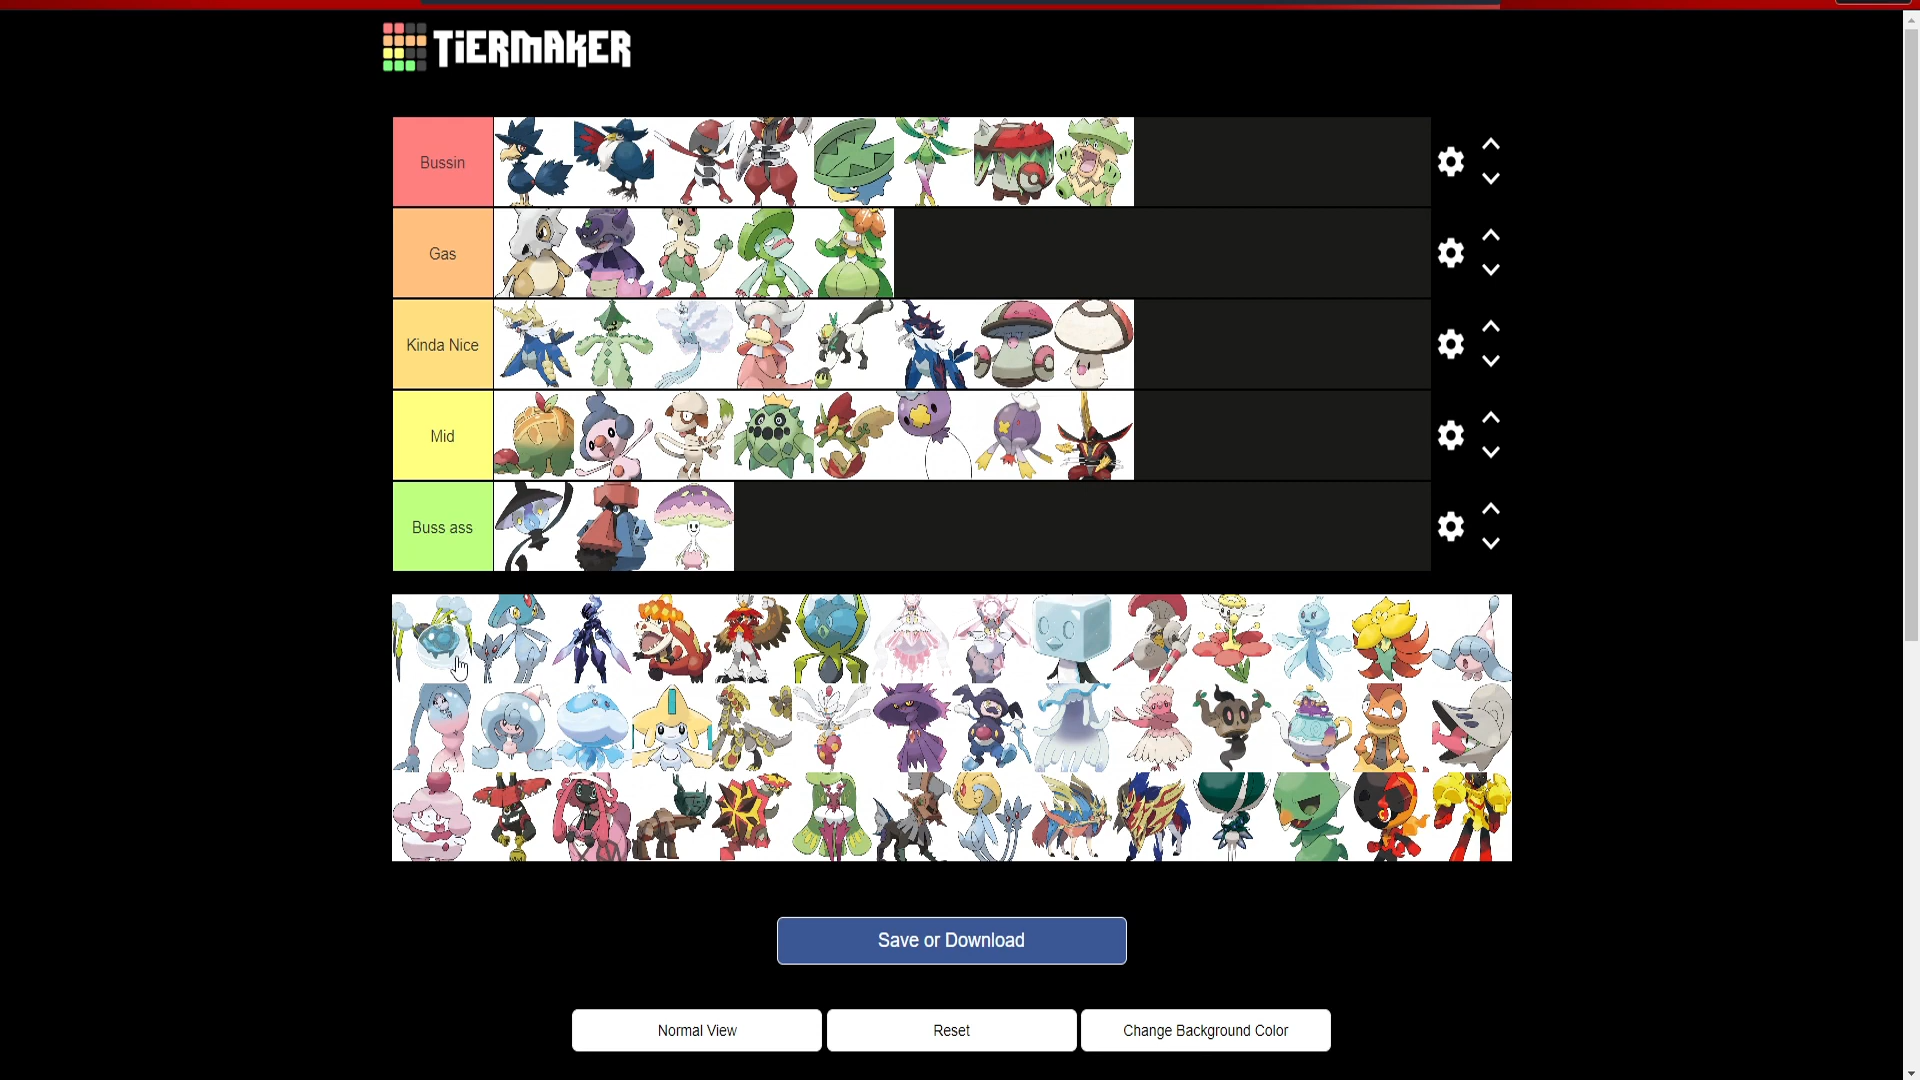 TiERMAKER
Bussin
Gas
Kinda Nice
Mid
Buss ass
Save or Download
Normal View
Reset
Change Background Color